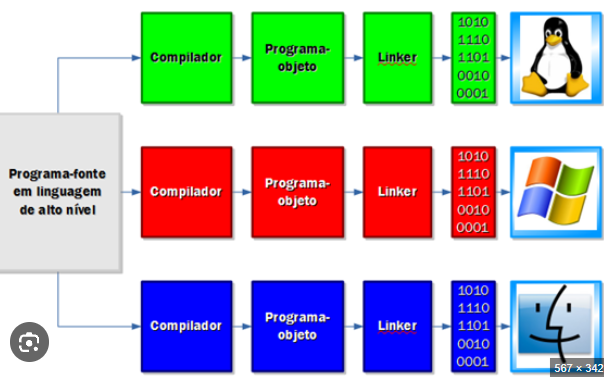 Programa-fonte
em linguagem
de alto nível
Compilador
Programa-
objeto
Linker
1010
1110
1101
0010
0001
Compilador
Programa-
objeto
Linker
1010
1110
1101
0010
0001
Compilador
Programa-
objeto
Linker
1010
1110
1101
0010
0001
567 × 342